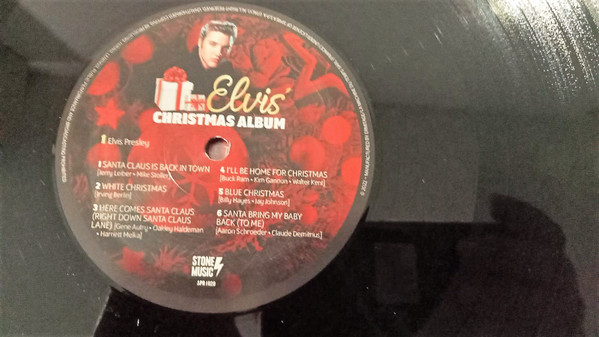 Elvis'
CHRISTMAS ALBUM
Elvis Presley
1 SANTA CLAUS IS BACK IN TOWN
[Jerry Leiber • Mike Stoller]
2 WHITE CHRISTMAS
[Irving Berlin]
3 HERE COMES SANTA CLAUS
(RIGHT DOWN SANTA CLAUS
LANE) [Gene Autry • Oakley Haldeman
• Harriett Melka]
4 I'LL BE HOME FOR CHRISTMAS
[Buck Ram • Kim Gannon • Walter Kent]
5 BLUE CHRISTMAS
[Billy Hayes • Jay Johnson]
6 SANTA BRING MY BABY
BACK (TO ME)
[Aaron Schroeder • Claude Demitrius]
STONE
MUSIC